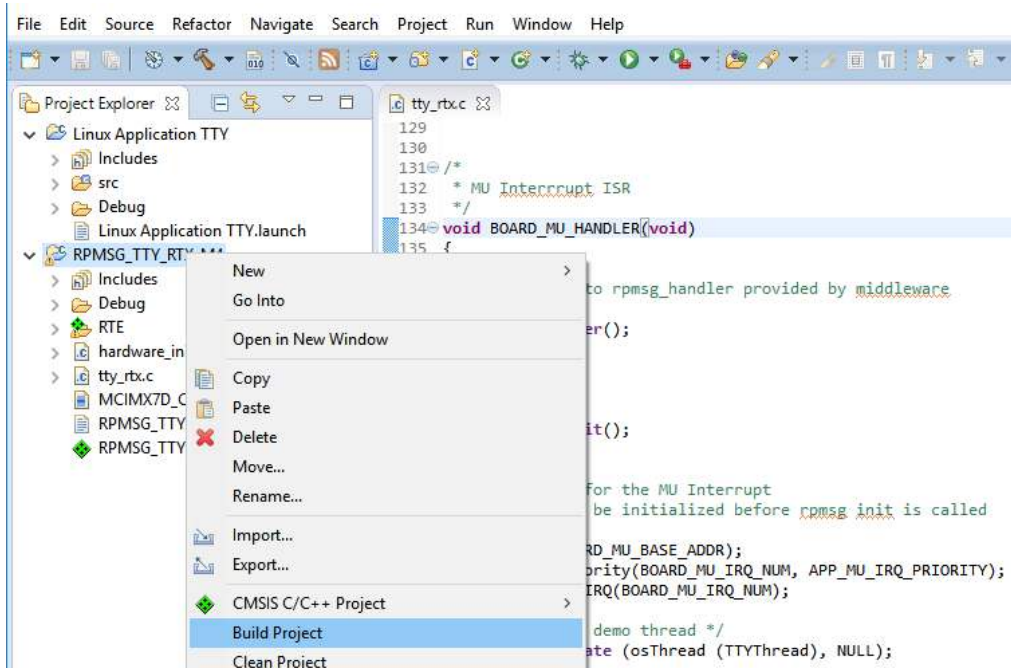 File Edit Source Refactor Navigate Search Project Run Window Help
Project Explorer
Linux Application TTY
Includes
src
Debug
Linux Application TTY.launch
RPMSG_TTY_RTX_M4
Includes
Debug
RTE
hardware_in
tty_rtx.c
MCIMX7D_C
RPMSG_TTY
RPMSG_TTY
New
Go Into
Open in New Window
Copy
Paste
Delete
Move...
Rename...
Import...
Export...
CMSIS C/C++ Project
Build Project
Clean Project
tty_rtx.c
129
130
131 /*
132 * MU Interrrupt ISR
133 */
134 void BOARD_MU_HANDLER(void)
135 {
to rpmsg_handler provided by middleware
er();
it();
for the MU Interrupt
be initialized before rpmsg init is called
RD_MU_BASE_ADDR);
ority(BOARD_MU_IRQ_NUM, APP_MU_IRQ_PRIORITY);
IRQ(BOARD_MU_IRQ_NUM);
demo thread */
ate (osThread (TTYThread), NULL);